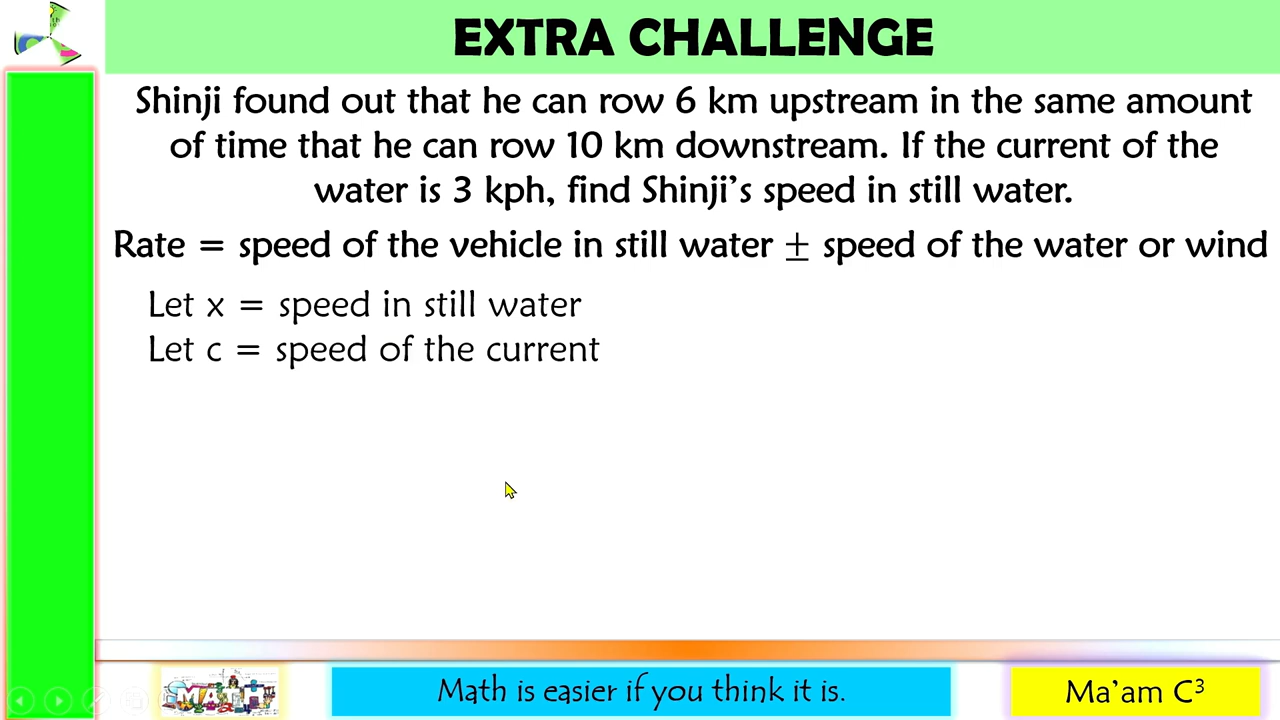 EXTRA CHALLENGE
Shinji found out that he can row 6 km upstream in the same amount
of time that he can row 10 km downstream. If the current of the
water is 3 kph, find Shinji's speed in still water.
Rate = speed of the vehicle in still water ± speed of the water or wind
Let x = speed in still water
Let c = speed of the current
MATH
Math is easier if you think it is.
Ma'am C³